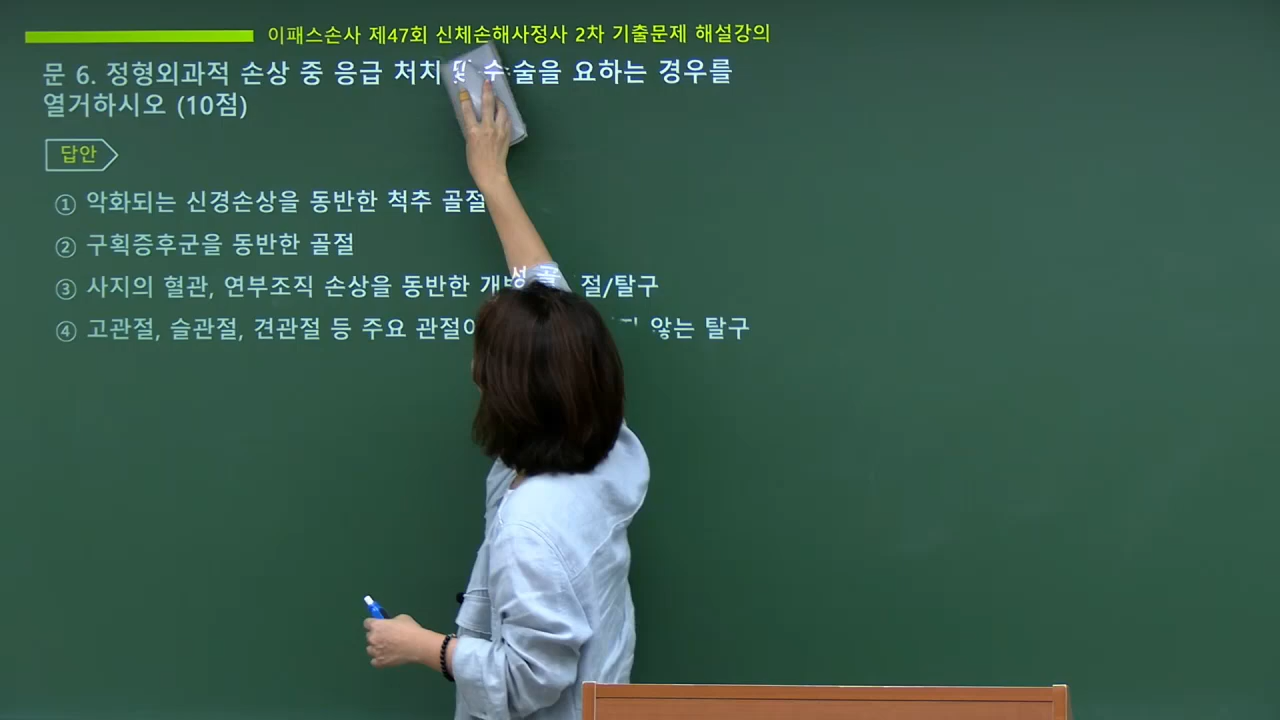 이패스손사 제47회 신체손해사정사 2차 기출문제 해설강의
문 6. 정형외과적 손상 중 응급 처치 및 수술을 요하는 경우를
열거하시오 (10점)
답안
① 악화되는 신경손상을 동반한 척추 골절
② 구획증후군을 동반한 골절
③ 사지의 혈관, 연부조직 손상을 동반한 개방성 골절/탈구
④ 고관절, 슬관절, 견관절 등 주요 관절 않는 탈구